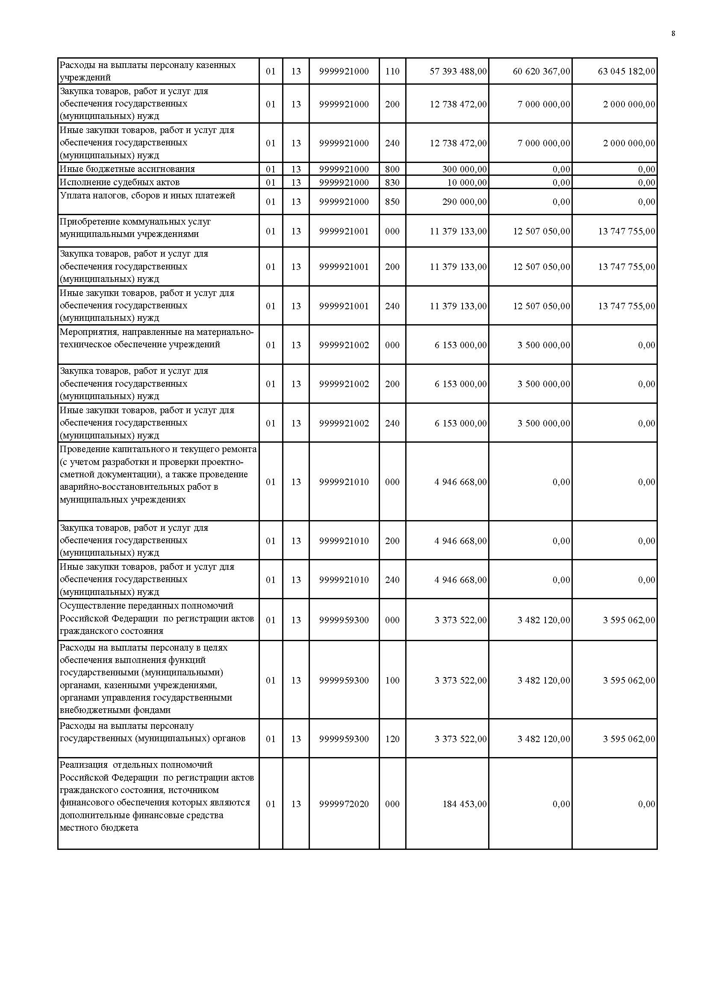 8
Расходы на выплаты персоналу казенных
учреждений
01 13 9999921000 110 57 393 488,00 60 620 367,00 63 045 182,00
Закупка товаров, работ и услуг для
обеспечения государственных
(муниципальных) нужд
01 13 9999921000 200 12 738 472,00 7 000 000,00 2 000 000,00
Иные закупки товаров, работ и услуг для
обеспечения государственных
(муниципальных) нужд
01 13 9999921000 240 12 738 472,00 7 000 000,00 2 000 000,00
Иные бюджетные ассигнования 01 13 9999921000 800 300 000,00 0,00 0,00
Исполнение судебных актов 01 13 9999921000 830 10 000,00 0,00 0,00
Уплата налогов, сборов и иных платежей
01 13 9999921000 850 290 000,00 0,00 0,00
Приобретение коммунальных услуг
муниципальными учреждениями
01 13 9999921001 000 11 379 133,00 12 507 050,00 13 747 755,00
Закупка товаров, работ и услуг для
обеспечения государственных
(муниципальных) нужд
01 13 9999921001 200 11 379 133,00 12 507 050,00 13 747 755,00
Иные закупки товаров, работ и услуг для
обеспечения государственных
(муниципальных) нужд
01 13 9999921001 240 11 379 133,00 12 507 050,00 13 747 755,00
Мероприятия, направленные на материально-
техническое обеспечение учреждений
01 13 9999921002 000 6 153 000,00 3 500 000,00 0,00
Закупка товаров, работ и услуг для
обеспечения государственных
(муниципальных) нужд
01 13 9999921002 200 6 153 000,00 3 500 000,00 0,00
Иные закупки товаров, работ и услуг для
обеспечения государственных
(муниципальных) нужд
01 13 9999921002 240 6 153 000,00 3 500 000,00 0,00
Проведение капитального и текущего ремонта
(с учетом разработки и проверки проектно-
сметной документации), а также проведение
аварийно-восстановительных работ в
муниципальных учреждениях
01 13 9999921010 000 4 946 668,00 0,00 0,00
Закупка товаров, работ и услуг для
обеспечения государственных
(муниципальных) нужд
01 13 9999921010 200 4 946 668,00 0,00 0,00
Иные закупки товаров, работ и услуг для
обеспечения государственных
(муниципальных) нужд
01 13 9999921010 240 4 946 668,00 0,00 0,00
Осуществление переданных полномочий
Российской Федерации  по регистрации актов
гражданского состояния
01 13 9999959300 000 3 373 522,00 3 482 120,00 3 595 062,00
Расходы на выплаты персоналу в целях
обеспечения выполнения функций
государственными (муниципальными)
органами, казенными учреждениями,
органами управления государственными
внебюджетными фондами
01 13 9999959300 100 3 373 522,00 3 482 120,00 3 595 062,00
Расходы на выплаты персоналу
государственных (муниципальных) органов
01 13 9999959300 120 3 373 522,00 3 482 120,00 3 595 062,00
Реализация  отдельных полномочий
Российской Федерации  по регистрации актов
гражданского состояния, источником
финансового обеспечения которых являются
дополнительные финансовые средства
местного бюджета
01 13 9999972020 000 184 453,00 0,00 0,00